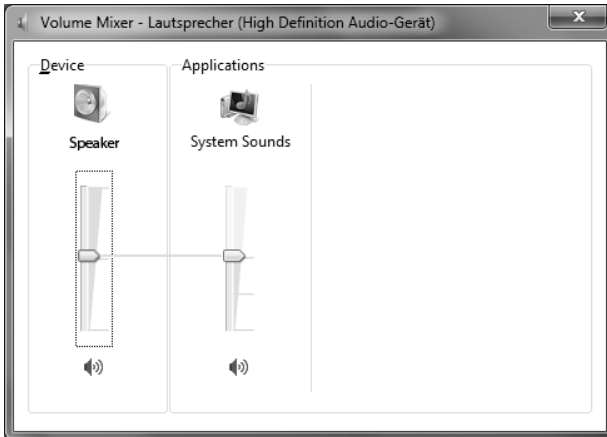 Volume Mixer - Lautsprecher (High Definition Audio-Gerät)
Device
Applications
Speaker
System Sounds